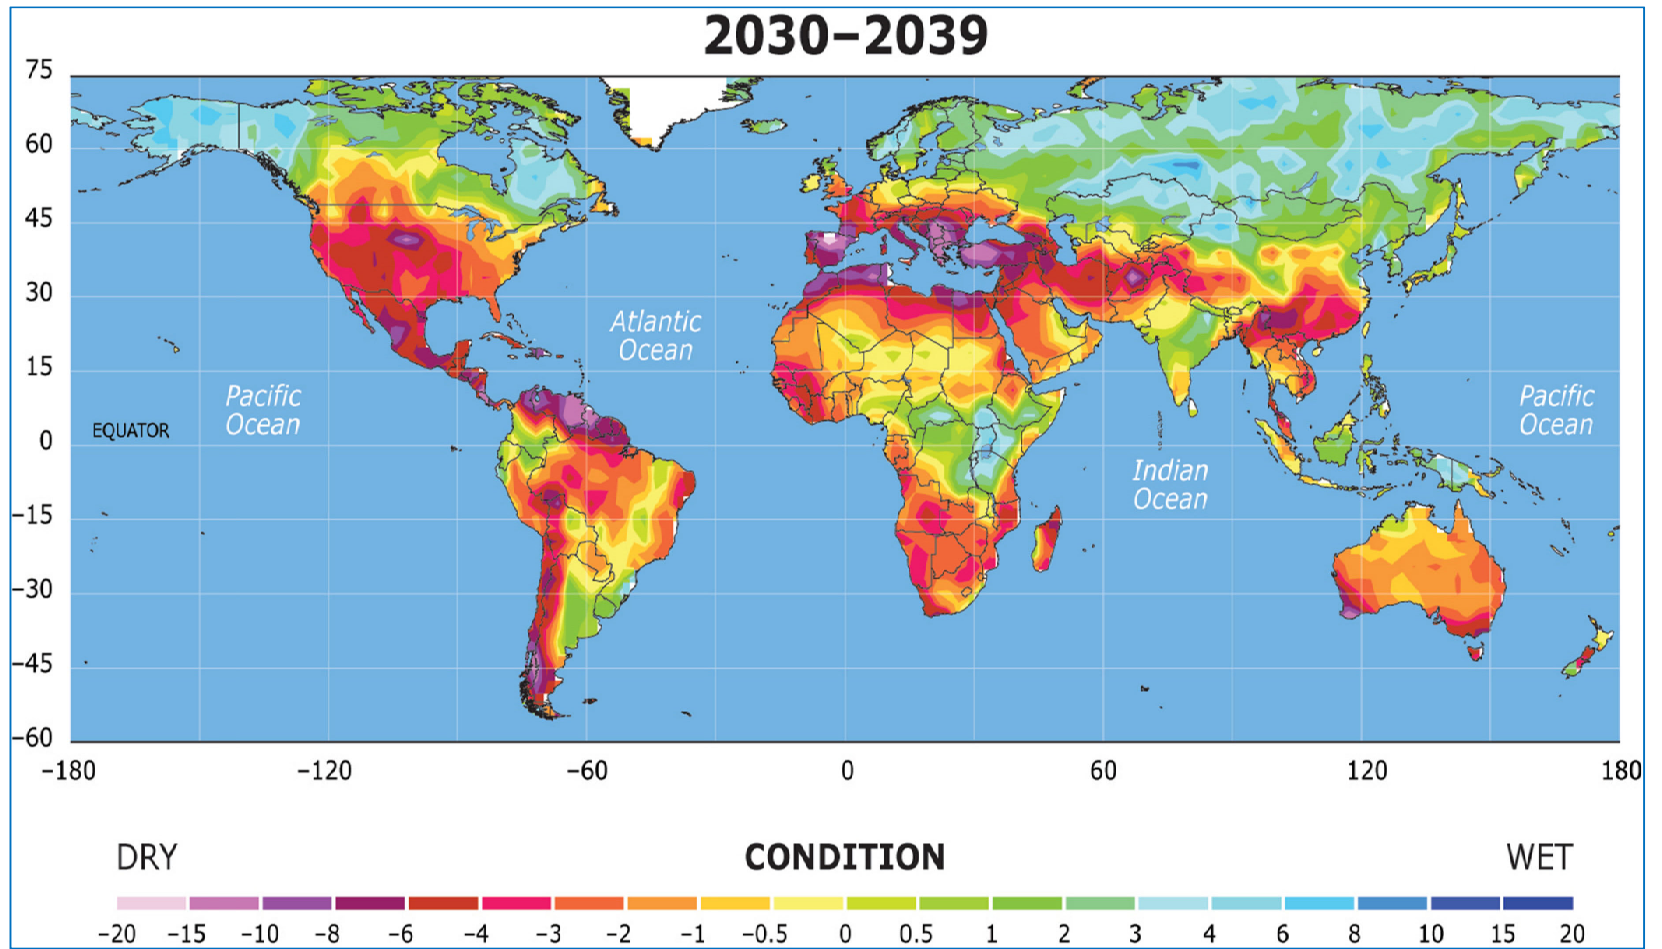 2030–2039
75
60
45
30
15
0
−15
−30
−45
−60
Atlantic
Ocean
Pacific
Ocean
EQUATOR
Indian
Ocean
Pacific
Ocean
−180 −120 −60 0 60 120 180
DRY CONDITION WET
−20 −15 −10 −8 −6 −4 −3 −2 −1 −0.5 0 0.5 1 2 3 4 6 8 10 15 20